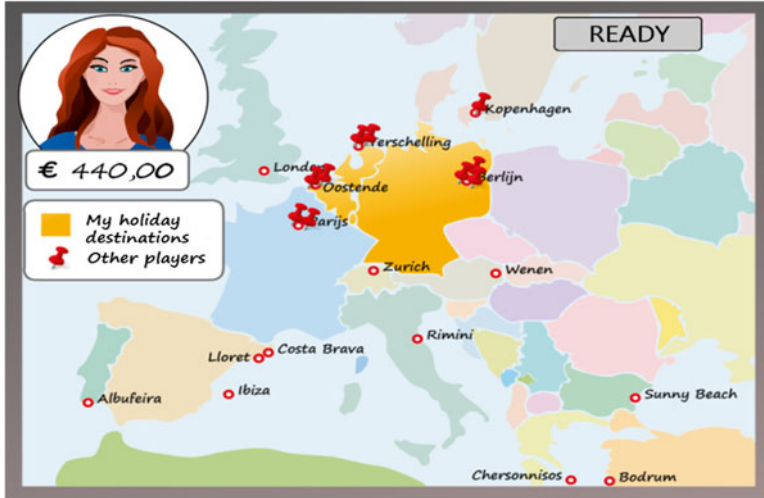 READY
Kopenhagen
Terschelling
€ 440,00
Londen
Berlijn
Oostende
My holiday
destinations
Other players
Parijs
Zurich
Wenen
Rimini
Costa Brava
Lloret
Ibiza
Albufeira
Sunny Beach
Chersonnisos
Bodrum